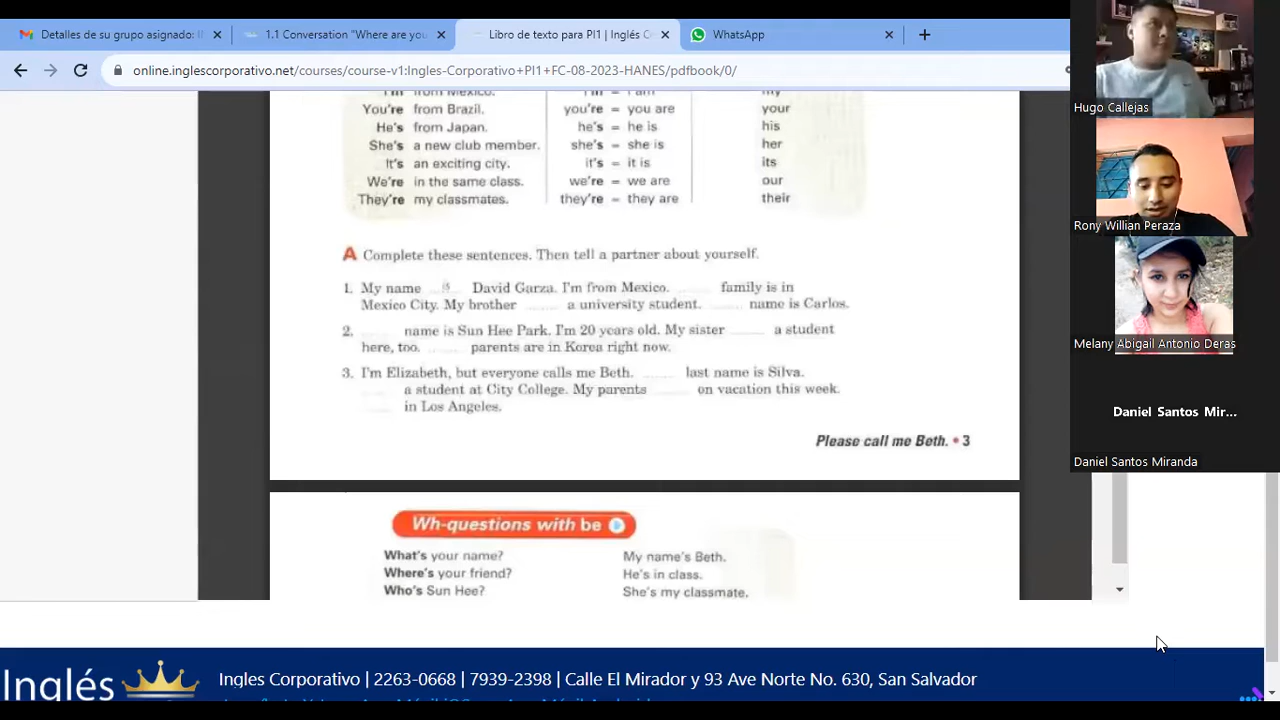 Detalles de su grupo asignado: I
1.1 Conversation "Where are you
Libro de texto para PI1 | Inglés C
WhatsApp
online.inglescorporativo.net/courses/course-v1:Ingles-Corporativo+PI1+FC-08-2023-HANES/pdfbook/0/
I'm from Mexico. I'm = I am my
You're from Brazil. you're = you are your
He's from Japan. he's = he is his
She's a new club member. she's = she is her
It's an exciting city. it's = it is its
We're in the same class. we're = we are our
They're my classmates. they're = they are their
A Complete these sentences. Then tell a partner about yourself.
1. My name is David Garza. I'm from Mexico. family is in
Mexico City. My brother a university student. name is Carlos.
2. name is Sun Hee Park. I'm 20 years old. My sister a student
here, too. parents are in Korea right now.
3. I'm Elizabeth, but everyone calls me Beth. last name is Silva.
a student at City College. My parents on vacation this week.
in Los Angeles.
Please call me Beth. • 3
Wh-questions with be
What's your name? My name's Beth.
Where's your friend? He's in class.
Who's Sun Hee? She's my classmate.
Hugo Callejas
Rony Willian Peraza
Melany Abigail Antonio Deras
Daniel Santos Mir...
Daniel Santos Miranda
Inglés
Ingles Corporativo | 2263-0668 | 7939-2398 | Calle El Mirador y 93 Ave Norte No. 630, San Salvador